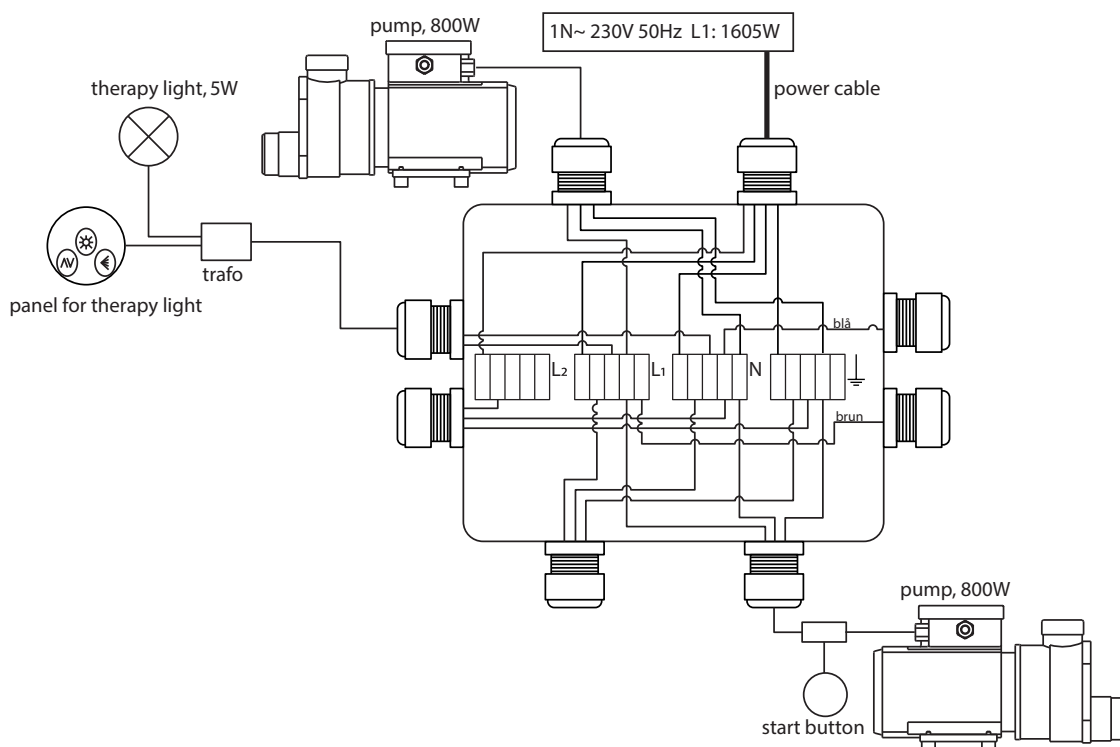 pump, 800W
1N~ 230V 50Hz L1: 1605W
therapy light, 5W
power cable
trafo
panel for therapy light
blå
L2
L1
N
brun
pump, 800W
start button